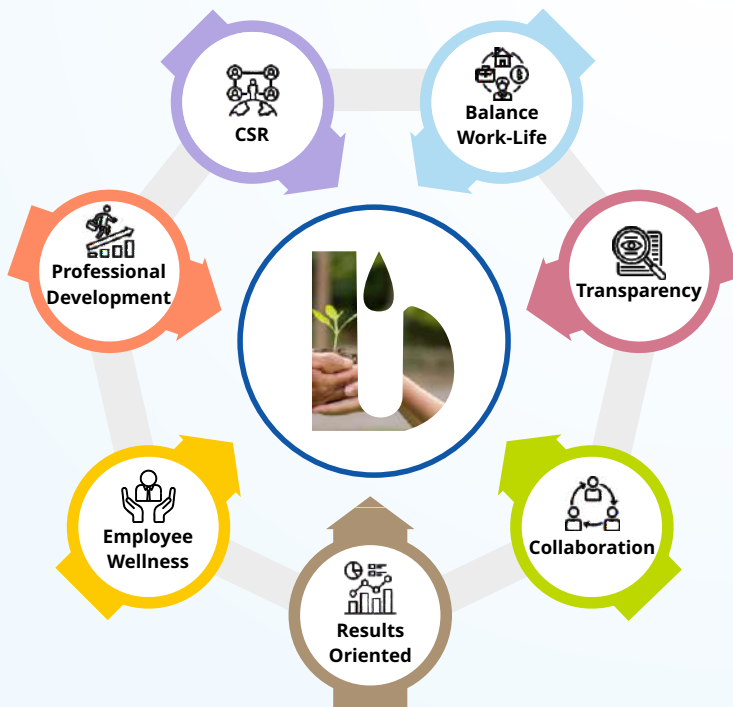 CSR
Balance
Work-Life
Professional
Development
Transparency
Employee
Wellness
Collaboration
Results
Oriented